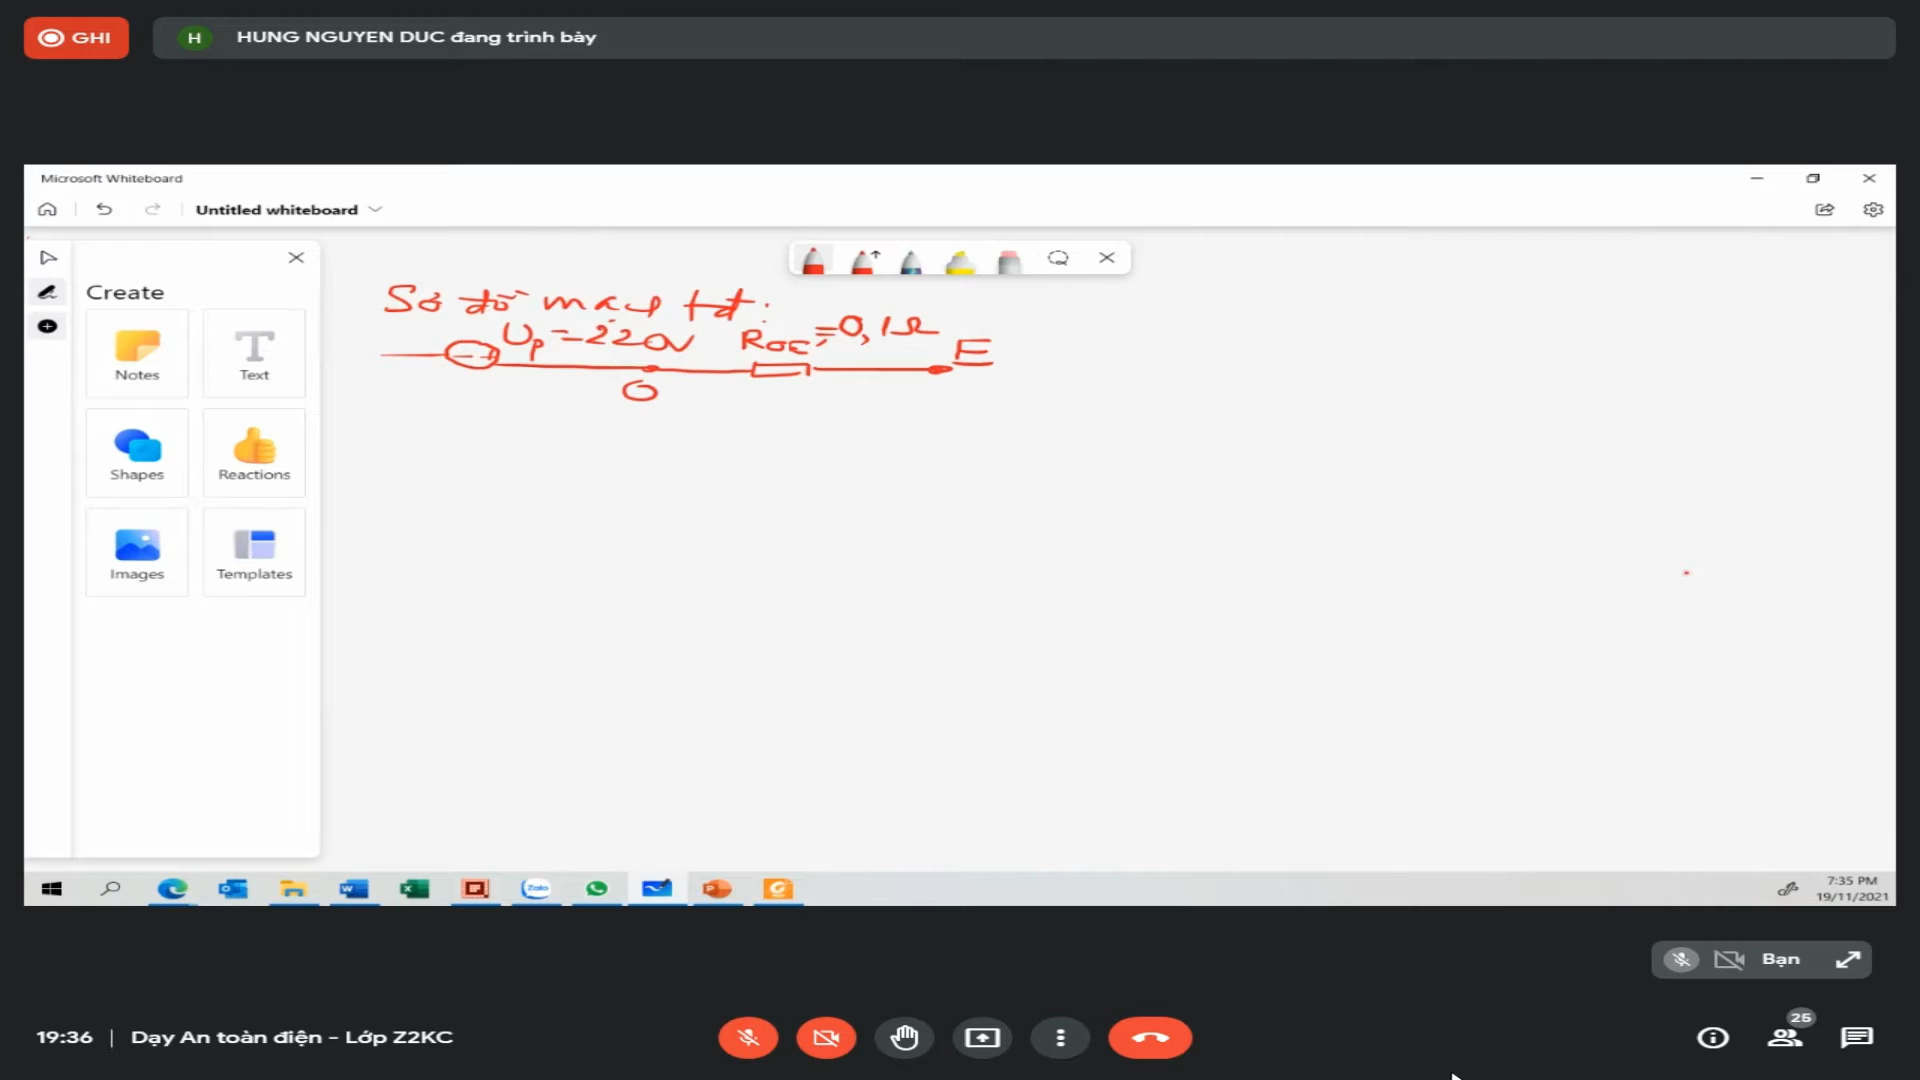 GHI
H HUNG NGUYEN DUC đang trình bày
Microsoft Whiteboard
Untitled whiteboard
Create
Notes Text
Shapes Reactions
Images Templates
Sơ đồ mạch tđ:
Up = 220V
= 0,1Ω
E
O
Zalo
7:35 PM
19/11/2021
Bạn
19:36 | Dạy An toàn điện - Lớp Z2KC
25